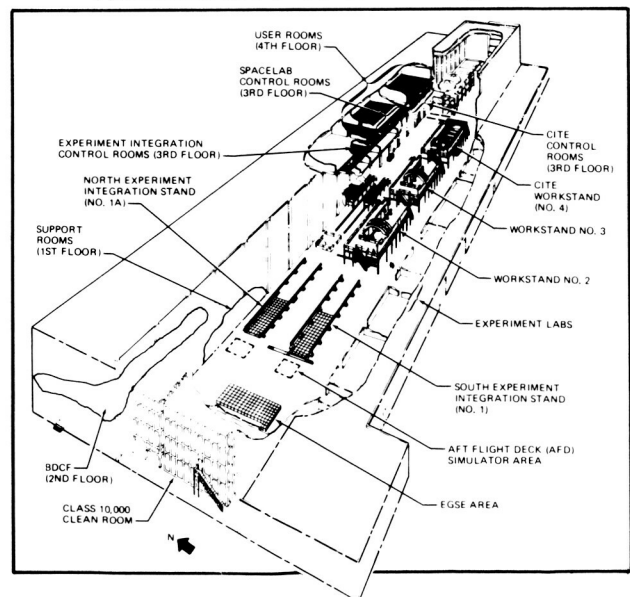 USER ROOMS
(4TH FLOOR)
SPACELAB
CONTROL ROOMS
(3RD FLOOR)
EXPERIMENT INTEGRATION
CONTROL ROOMS (3RD FLOOR)
NORTH EXPERIMENT
INTEGRATION STAND
(NO. 1A)
SUPPORT
ROOMS
(1ST FLOOR)
CITE
CONTROL
ROOMS
(3RD FLOOR)
CITE
WORKSTAND
(NO. 4)
WORKSTAND NO. 3
WORKSTAND NO. 2
EXPERIMENT LABS
SOUTH EXPERIMENT
INTEGRATION STAND
(NO. 1)
AFT FLIGHT DECK (AFD)
SIMULATOR AREA
EGSE AREA
BDCF
(2ND FLOOR)
CLASS 10,000
CLEAN ROOM
N